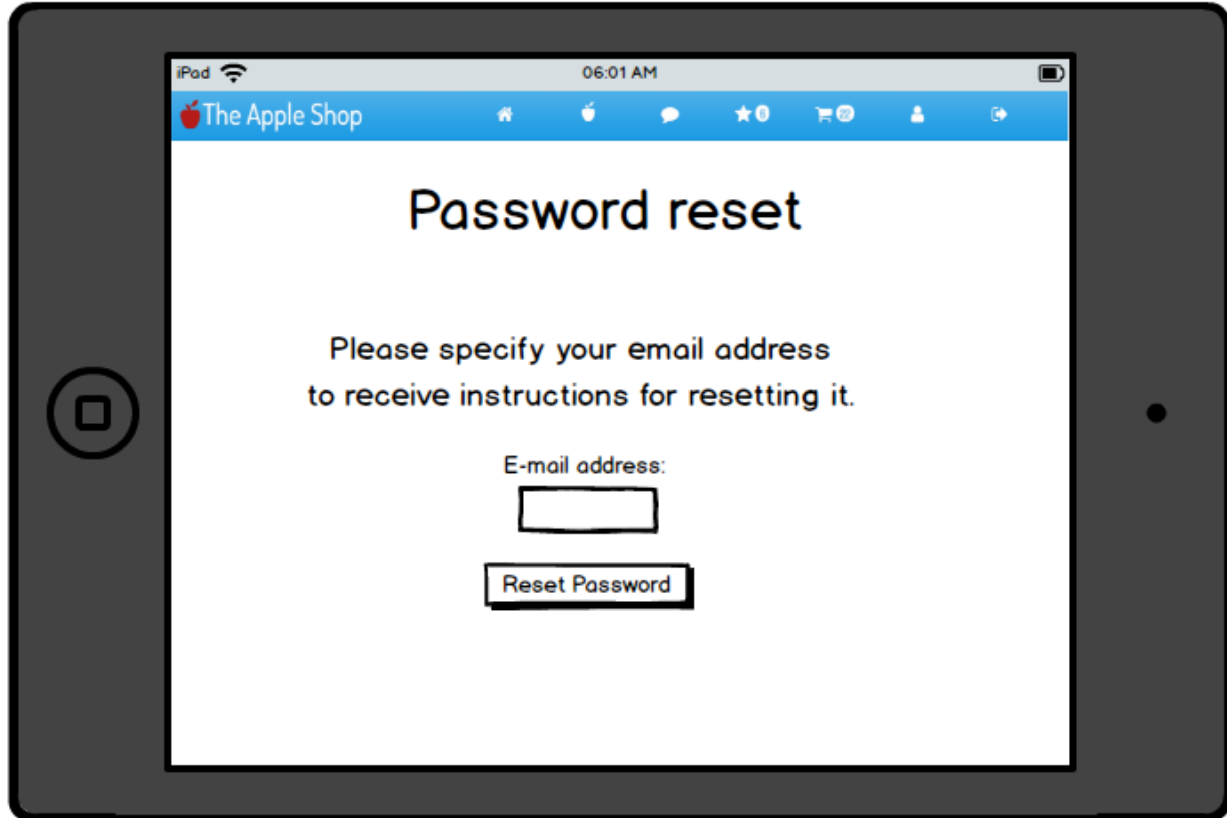 iPad 06:01 AM
The Apple Shop 0 22
Password reset
Please specify your email address
to receive instructions for resetting it.
E-mail address:
Reset Password